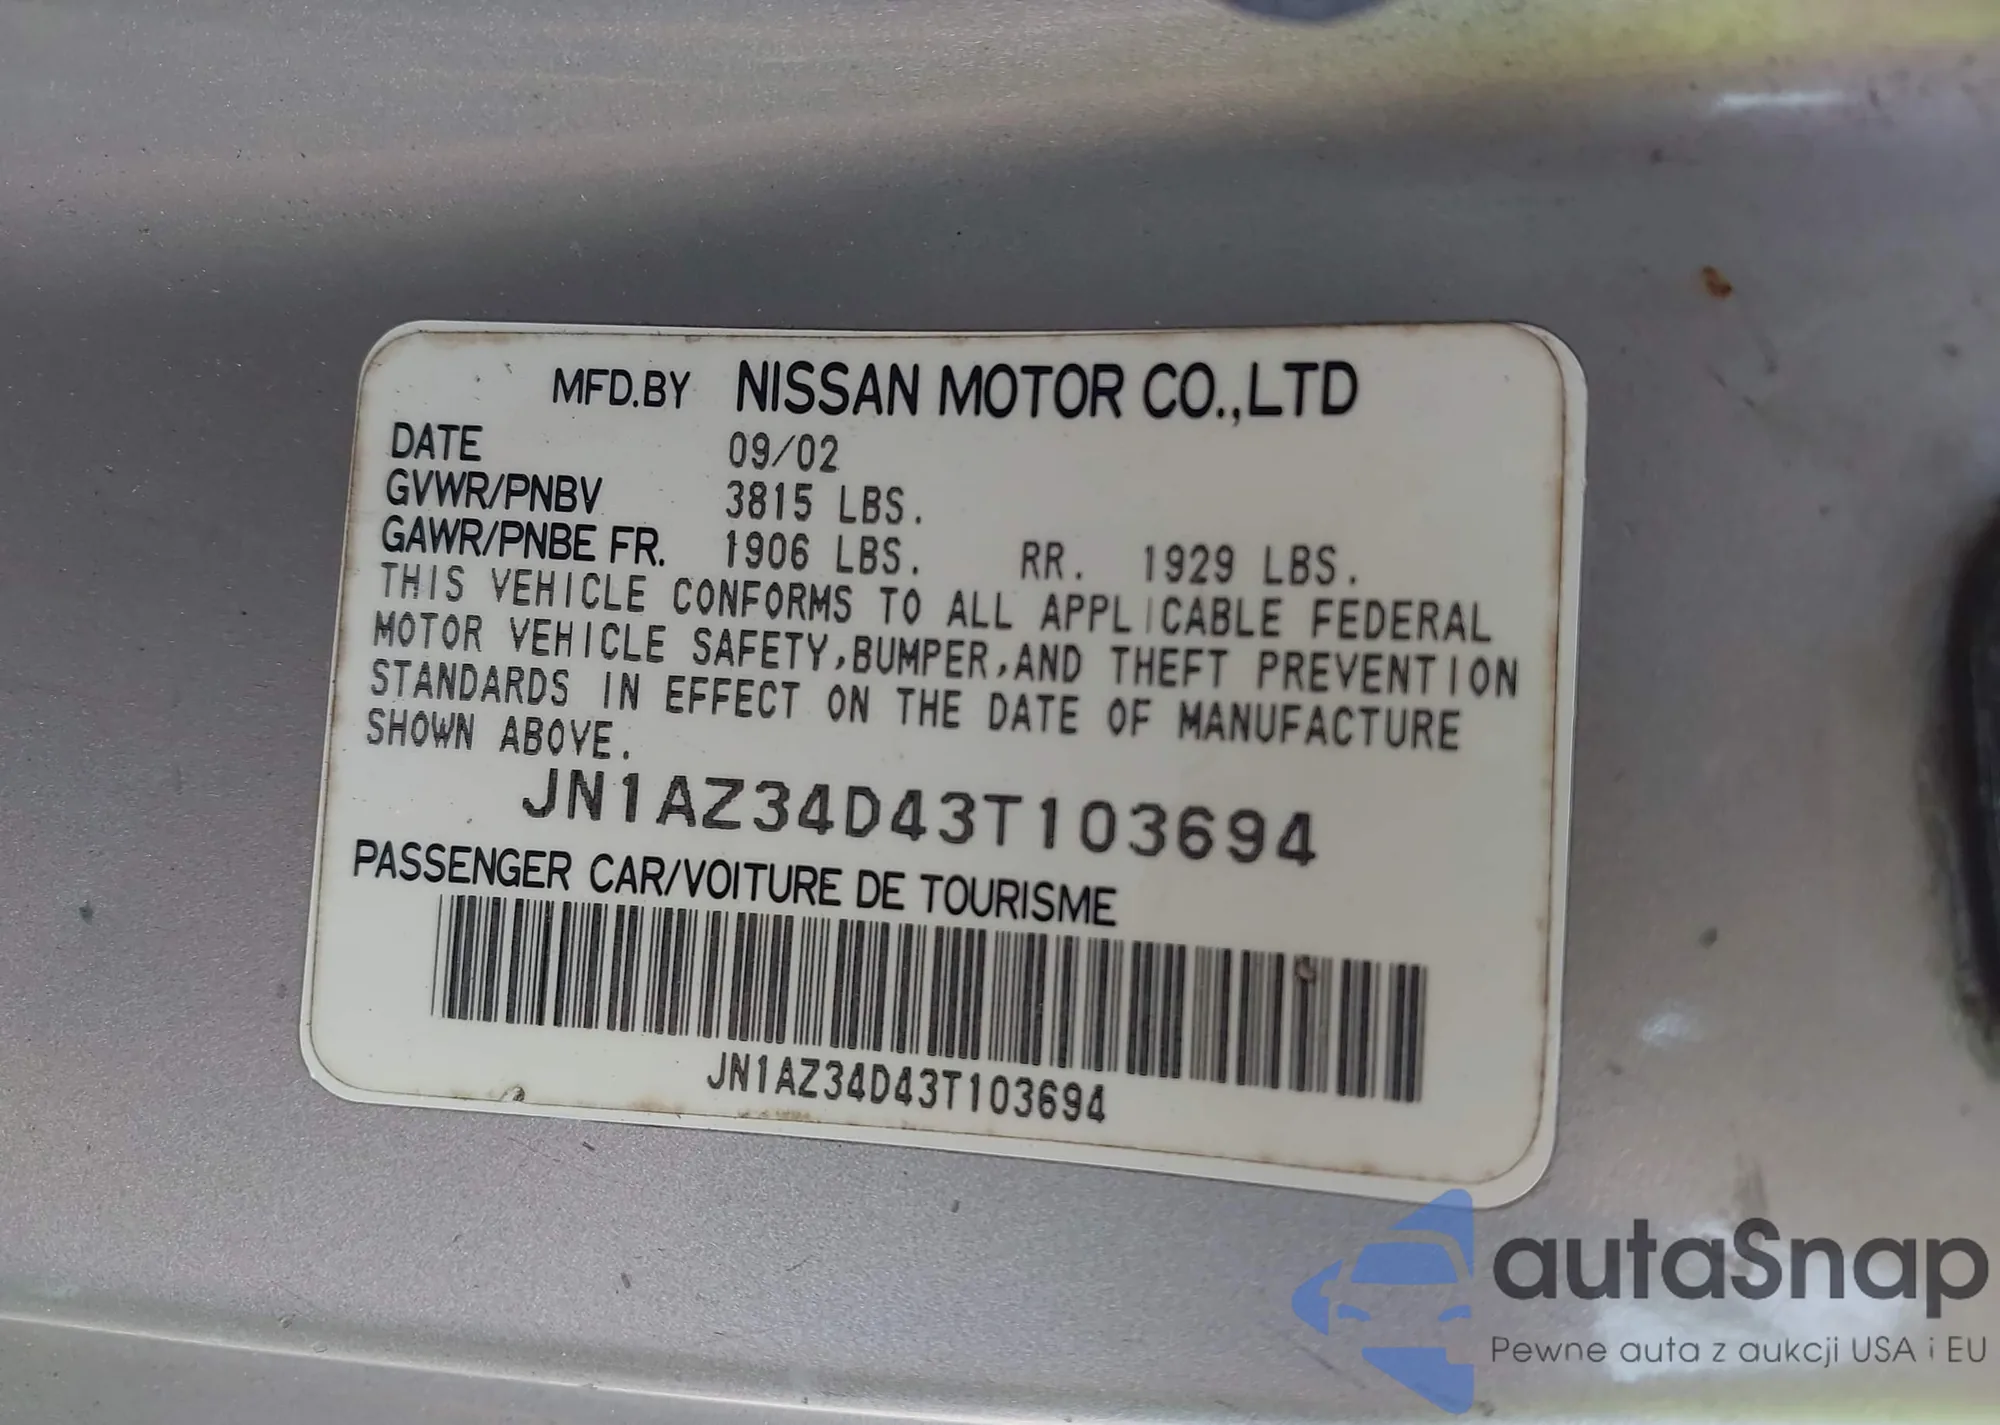 MFD.BY NISSAN MOTOR CO.,LTD
DATE 09/02
GVWR/PNBV 3815 LBS.
GAWR/PNBE FR. 1906 LBS. RR. 1929 LBS.
THIS VEHICLE CONFORMS TO ALL APPLICABLE FEDERAL
MOTOR VEHICLE SAFETY,BUMPER,AND THEFT PREVENTION
STANDARDS IN EFFECT ON THE DATE OF MANUFACTURE
SHOWN ABOVE.
JN1AZ34D43T103694
PASSENGER CAR/VOITURE DE TOURISME
JN1AZ34D43T103694
autaSnap
Pewne auta z aukcji USA i EU